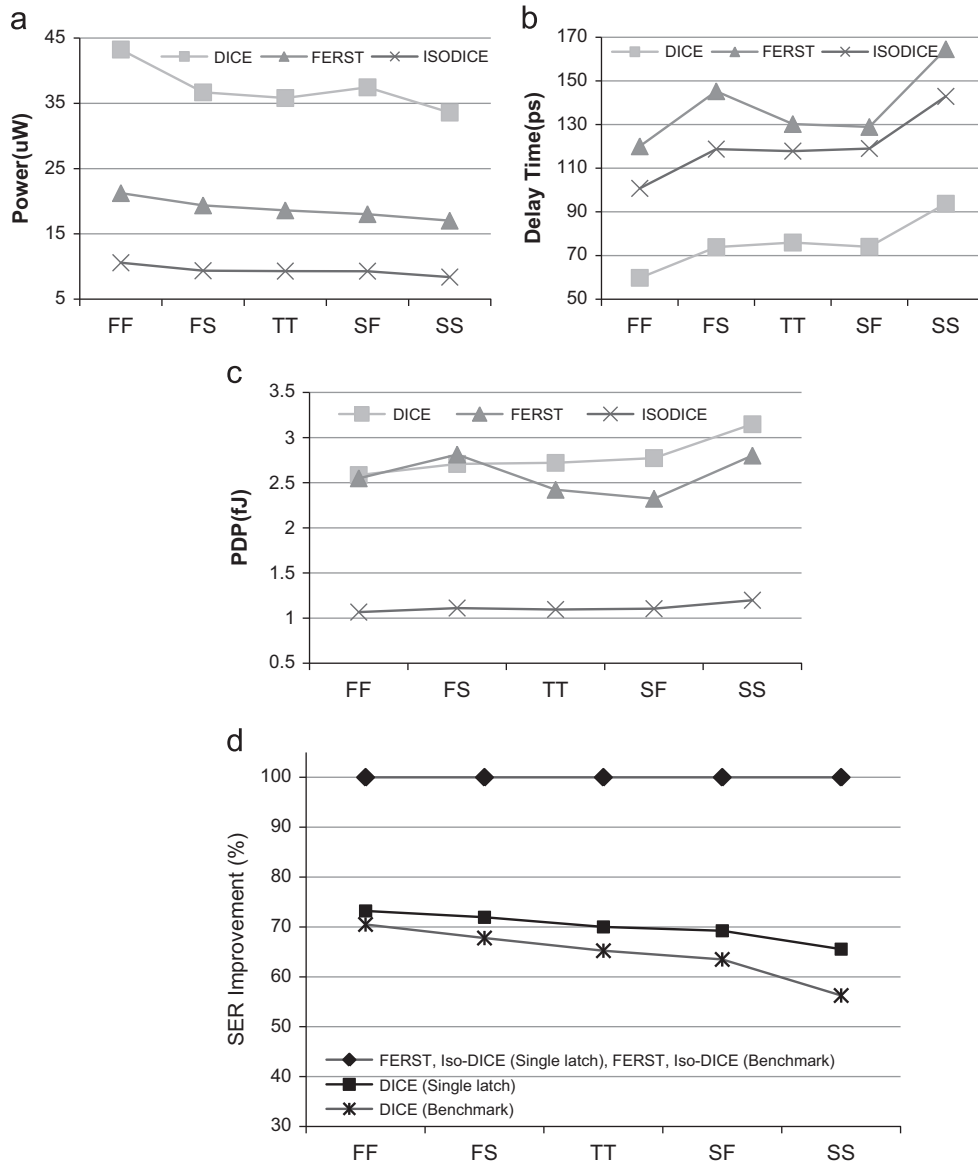 a
45
35
25
15
5
Power(uW)
DICE FERST ISODICE
FF FS TT SF SS
b
170
150
130
110
90
70
50
Delay Time(ps)
DICE FERST ISODICE
FF FS TT SF SS
c
3.5
3
2.5
2
1.5
1
0.5
PDP(fJ)
DICE FERST ISODICE
FF FS TT SF SS
d
100
90
80
70
60
50
40
30
SER Improvement (%)
FERST, Iso-DICE (Single latch), FERST, Iso-DICE (Benchmark)
DICE (Single latch)
DICE (Benchmark)
FF FS TT SF SS